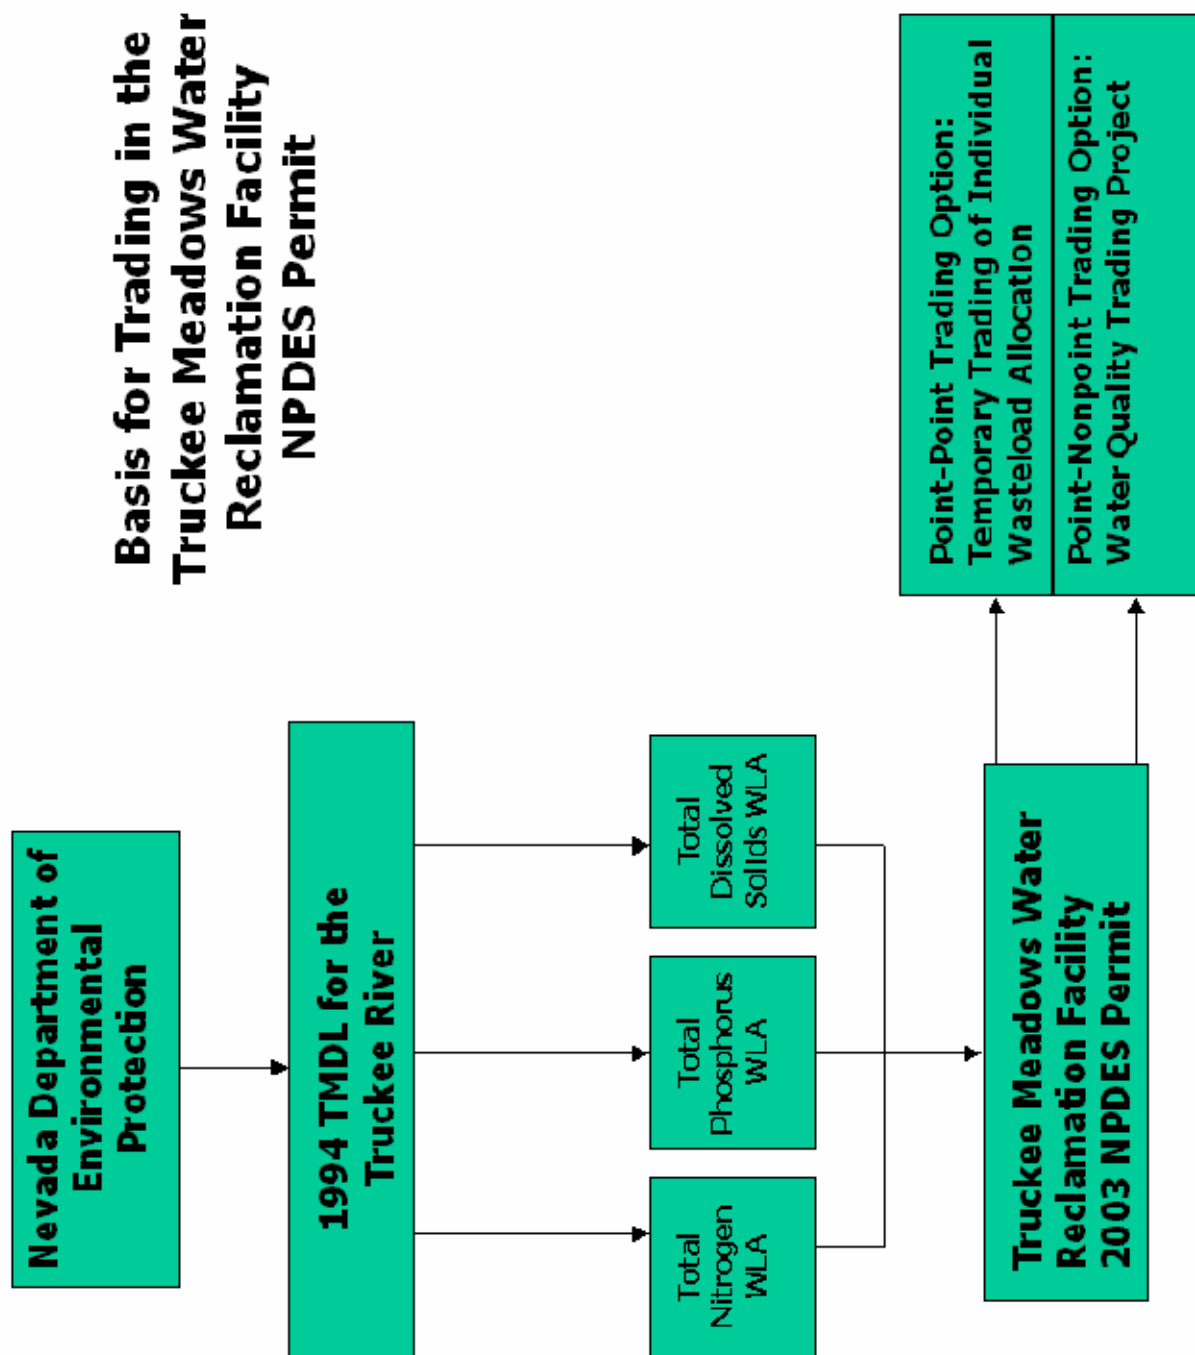 Basis for Trading in the
Truckee Meadows Water
Reclamation Facility
NPDES Permit
Nevada Department of
Environmental
Protection
1994 TMDL for the
Truckee River
Total
Nitrogen
WLA
Total
Phosphorus
WLA
Total
Dissolved
Solids WLA
Truckee Meadows Water
Reclamation Facility
2003 NPDES Permit
Point-Point Trading Option:
Temporary Trading of Individual
Wasteload Allocation
Point-Nonpoint Trading Option:
Water Quality Trading Project